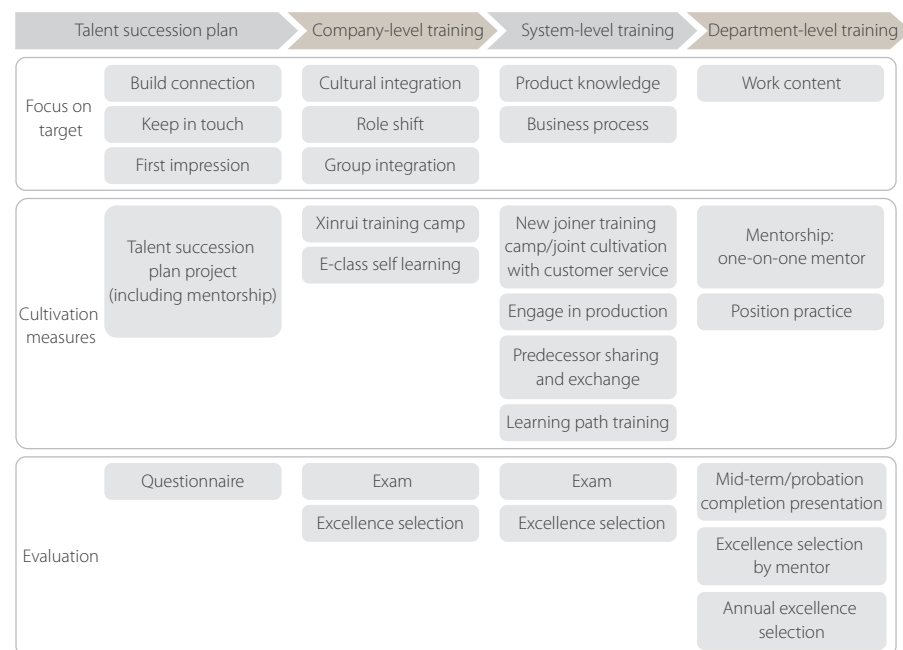 Talent succession plan
Company-level training
System-level training
Department-level training
Focus on
target
Build connection
Keep in touch
First impression
Cultural integration
Role shift
Group integration
Product knowledge
Business process
Work content
Cultivation
measures
Talent succession
plan project
(including mentorship)
Xinrui training camp
E-class self learning
New joiner training
camp/joint cultivation
with customer service
Engage in production
Predecessor sharing
and exchange
Learning path training
Mentorship:
one-on-one mentor
Position practice
Evaluation
Questionnaire
Exam
Excellence selection
Exam
Excellence selection
Mid-term/probation
completion presentation
Excellence selection
by mentor
Annual excellence
selection